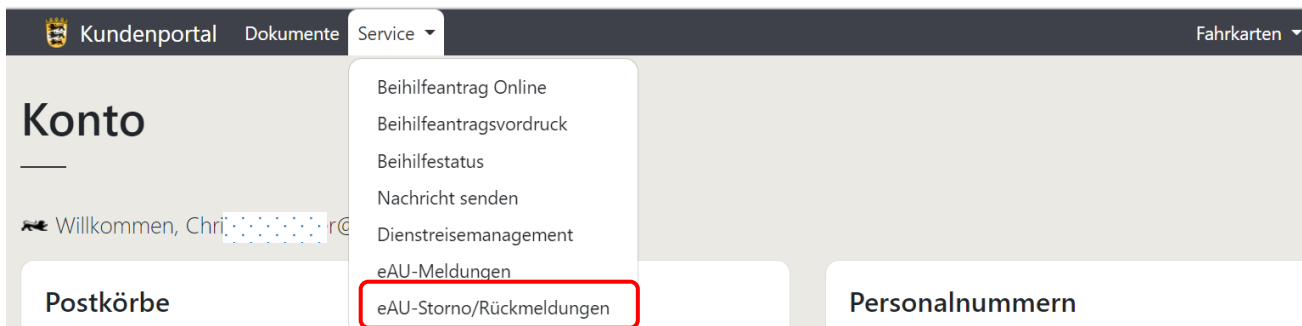 Kundenportal Dokumente Service Fahrkarten
Konto
Willkommen, Chri r@
Beihilfeantrag Online
Beihilfeantragsvordruck
Beihilfestatus
Nachricht senden
Dienstreisemanagement
eAU-Meldungen
eAU-Storno/Rückmeldungen
Postkörbe
Personalnummern